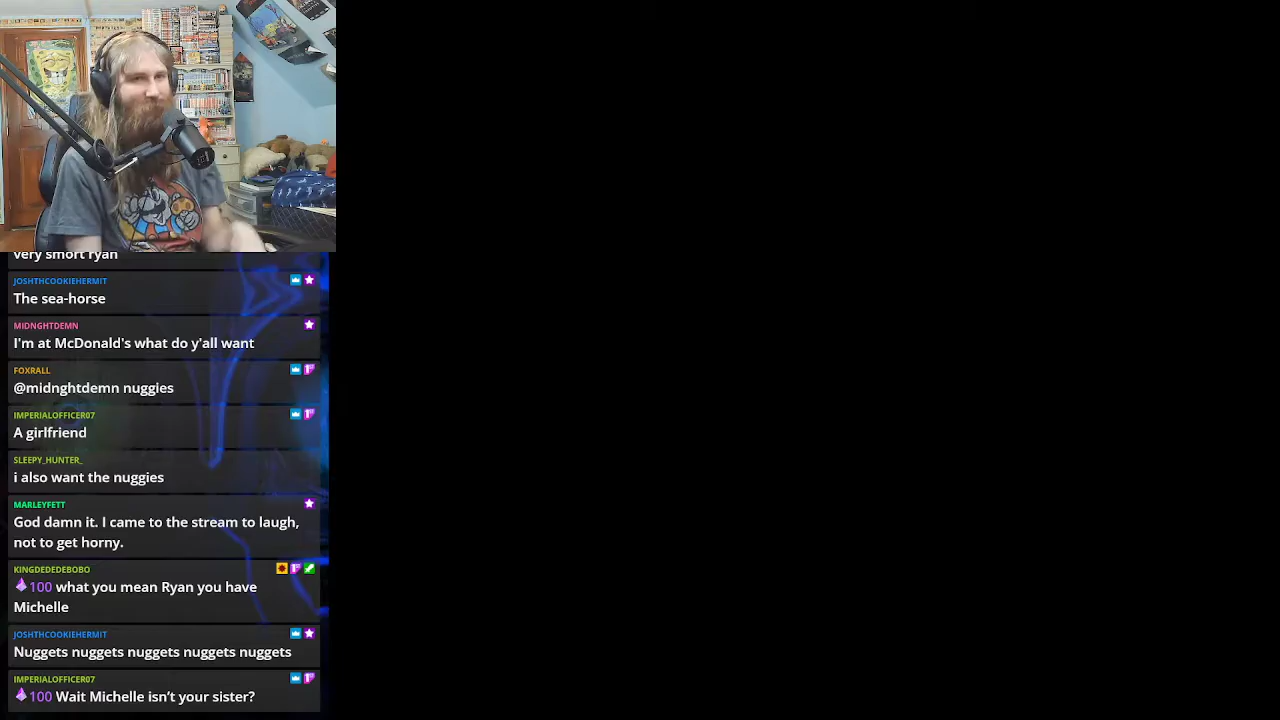 very smort ryan
JOSHTHCOOKIEHERMIT
The sea-horse
MIDNGHTDEMN
I'm at McDonald's what do y'all want
FOXRALL
@midnghtdemn nuggies
IMPERIALOFFICER07
A girlfriend
SLEEPY_HUNTER_
i also want the nuggies
MARLEYFETT
God damn it. I came to the stream to laugh,
not to get horny.
KINGDEDEDEBOBO
100 what you mean Ryan you have
Michelle
JOSHTHCOOKIEHERMIT
Nuggets nuggets nuggets nuggets nuggets
IMPERIALOFFICER07
100 Wait Michelle isn't your sister?